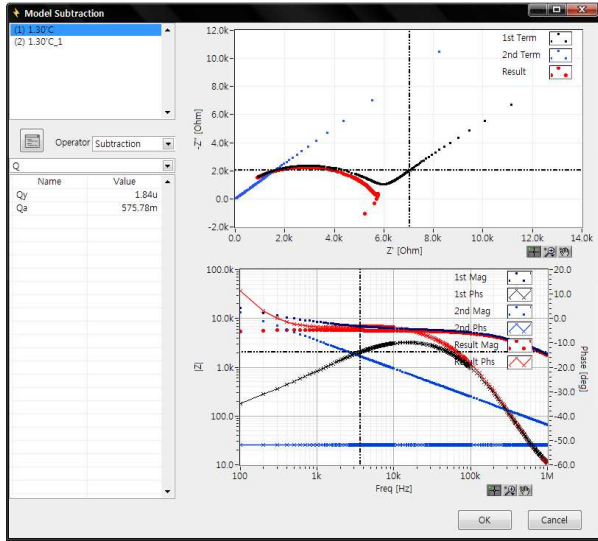 Model Subtraction
(1) 1.30℃
(2) 1.30℃_1
Operator Subtraction
Q
Name Value
Qy 1.84u
Qa 575.78m
12.0k
10.0k
8.0k
6.0k
4.0k
2.0k
0.0
-2.0k
-Z" [Ohm]
0.0 2.0k 4.0k 6.0k 8.0k 10.0k 12.0k 14.0k
Z' [Ohm]
1st Term
2nd Term
Result
100.0k
10.0k
1.0k
100.0
10.0
|Z|
1st Mag
1st Phs
2nd Mag
2nd Phs
Result Mag
Result Phs
20.0
10.0
0.0
-10.0
-20.0
-30.0
-40.0
-50.0
-60.0
Phase [deg]
100 1k 10k 100k 1M
Freq [Hz]
OK Cancel